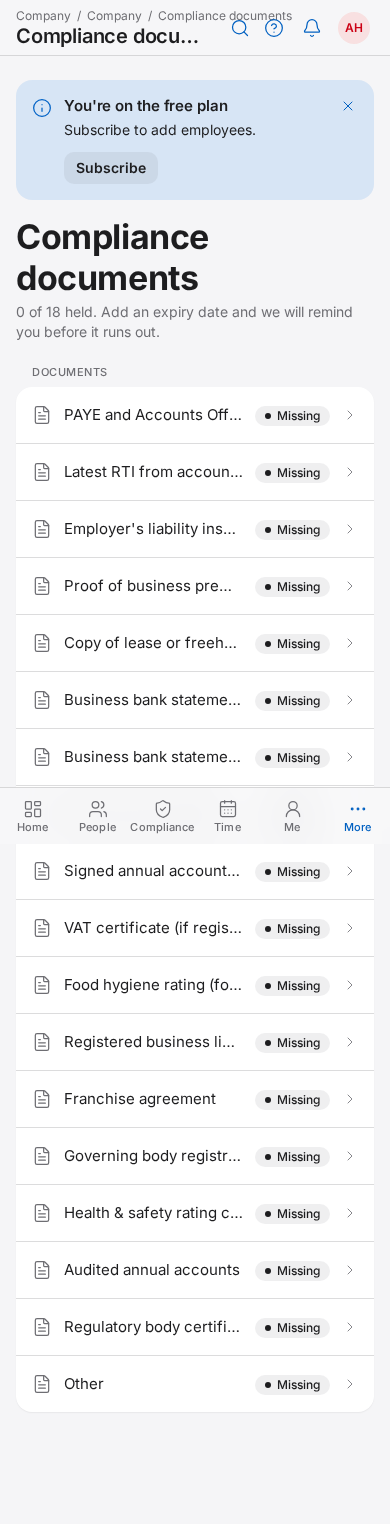 Company / Company / Compliance documents
Compliance docu...
AH
You're on the free plan
Subscribe to add employees.
Subscribe
Compliance
documents
0 of 18 held. Add an expiry date and we will remind
you before it runs out.
DOCUMENTS
PAYE and Accounts Off... Missing
Latest RTI from accoun... Missing
Employer's liability ins... Missing
Proof of business pre... Missing
Copy of lease or freeh... Missing
Business bank stateme... Missing
Business bank stateme... Missing
Home People Compliance Time Me More
Signed annual account... Missing
VAT certificate (if regis... Missing
Food hygiene rating (fo... Missing
Registered business li... Missing
Franchise agreement Missing
Governing body registr... Missing
Health & safety rating c... Missing
Audited annual accounts Missing
Regulatory body certifi... Missing
Other Missing